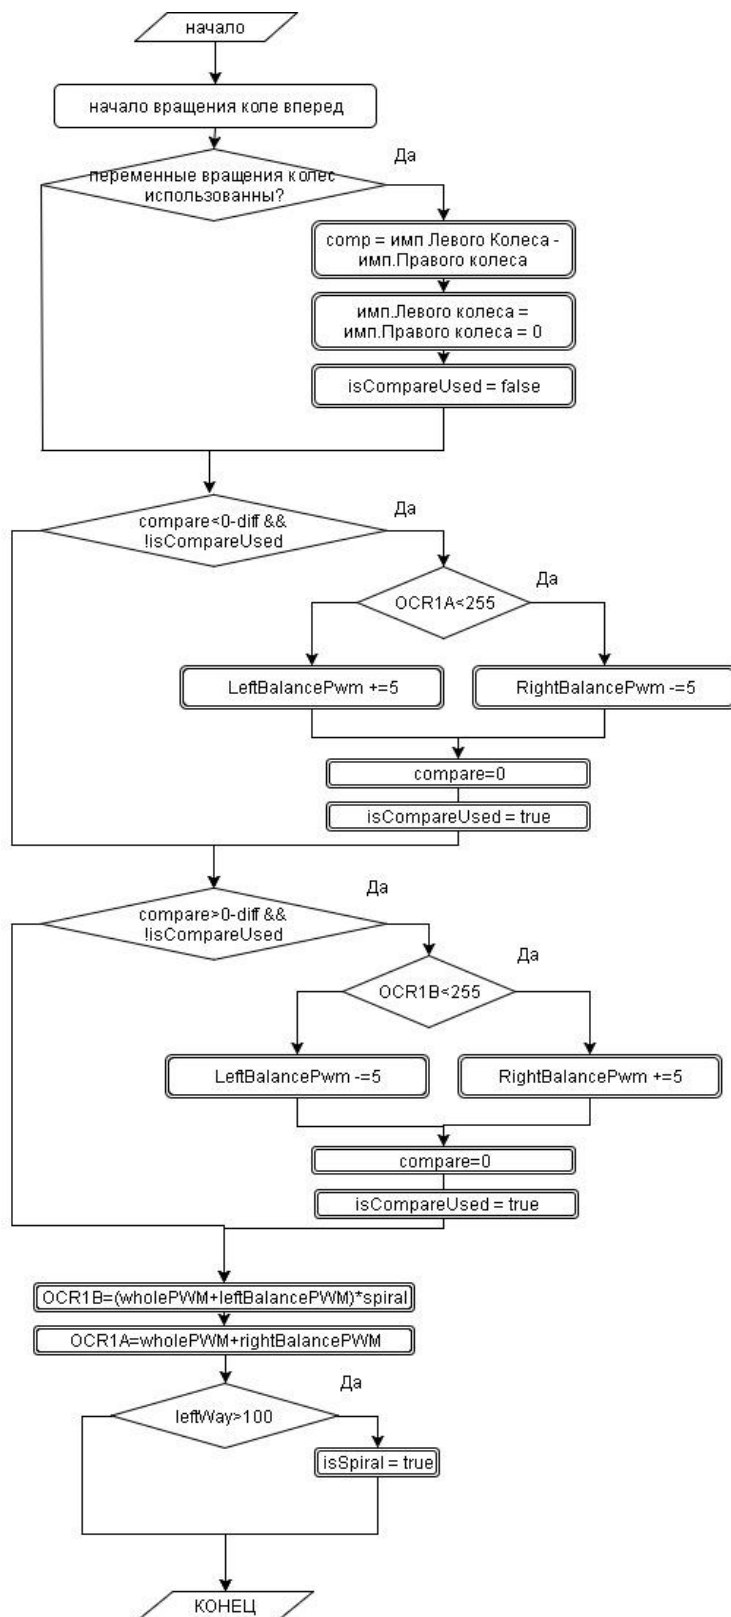 начало
начало вращения коле вперед
Да
переменные вращения колес
использованны?
comp = имп.Левого Колеса -
имп.Правого колеса
имп.Левого колеса =
имп.Правого колеса = 0
isCompareUsed = false
Да
compare<0-diff &&
!isCompareUsed
Да
OCR1A<255
LeftBalancePwm +=5
RightBalancePwm -=5
compare=0
isCompareUsed = true
Да
compare>0-diff &&
!isCompareUsed
Да
OCR1B<255
LeftBalancePwm -=5
RightBalancePwm +=5
compare=0
isCompareUsed = true
OCR1B=(wholePWM+leftBalancePWM)*spiral
OCR1A=wholePWM+rightBalancePWM
Да
leftWay>100
isSpiral = true
КОНЕЦ